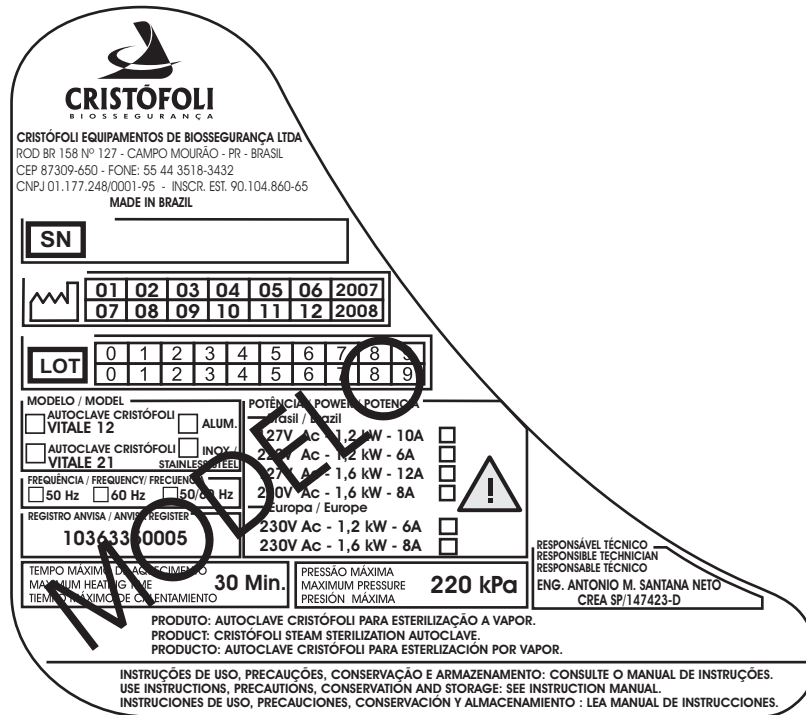 CRISTÓFOLI
BIOSSEGURANÇA
CRISTÓFOLI EQUIPAMENTOS DE BIOSSEGURANÇA LTDA
ROD BR 158 Nº 127 - CAMPO MOURÃO - PR - BRASIL
CEP 87309-650 - FONE: 55 44 3518-3432
CNPJ 01.177.248/0001-95 - INSCR. EST. 90.104.860-65
MADE IN BRAZIL
SN
01 02 03 04 05 06 2007
07 08 09 10 11 12 2008
LOT
0 1 2 3 4 5 6 7 8 9
0 1 2 3 4 5 6 7 8 9
MODELO / MODEL
AUTOCLAVE CRISTÓFOLI
VITALE 12
ALUM.
AUTOCLAVE CRISTÓFOLI
VITALE 21
INOX /
STAINLESS STEEL
POTÊNCIA / POWER / POTENCIA
Brasil / Brazil
127V Ac - 1,2 kW - 10A
220V Ac - 1,2 kW - 6A
127V Ac - 1,6 kW - 12A
220V Ac - 1,6 kW - 8A
Europa / Europe
230V Ac - 1,2 kW - 6A
230V Ac - 1,6 kW - 8A
!
FREQUÊNCIA / FREQUENCY/ FRECUENCIA
50 Hz 60 Hz 50/60 Hz
REGISTRO ANVISA / ANVISA REGISTER
10363350005
TEMPO MÁXIMO DE AQUECIMENTO
MAXIMUM HEATING TIME
TIEMPO MÁXIMO DE CALENTAMIENTO
30 Min.
PRESSÃO MÁXIMA
MAXIMUM PRESSURE
PRESIÓN MÁXIMA
220 kPa
RESPONSÁVEL TÉCNICO
RESPONSIBLE TECHNICIAN
RESPONSABLE TÉCNICO
ENG. ANTONIO M. SANTANA NETO
CREA SP/147423-D
MODELO
PRODUTO: AUTOCLAVE CRISTÓFOLI PARA ESTERILIZAÇÃO A VAPOR.
PRODUCT: CRISTÓFOLI STEAM STERILIZATION AUTOCLAVE.
PRODUCTO: AUTOCLAVE CRISTÓFOLI PARA ESTERLIZACIÓN POR VAPOR.
INSTRUÇÕES DE USO, PRECAUÇÕES, CONSERVAÇÃO E ARMAZENAMENTO: CONSULTE O MANUAL DE INSTRUÇÕES.
USE INSTRUCTIONS, PRECAUTIONS, CONSERVATION AND STORAGE: SEE INSTRUCTION MANUAL.
INSTRUCIONES DE USO, PRECAUCIONES, CONSERVACIÓN Y ALMACENAMIENTO : LEA MANUAL DE INSTRUCCIONES.